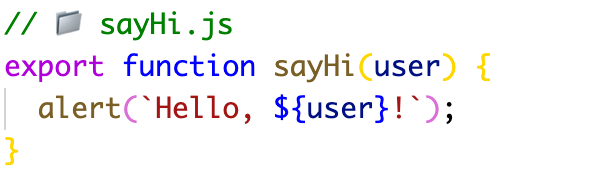 // 📁 sayHi.js
export function sayHi(user) {
  alert(`Hello, ${user}!`);
}